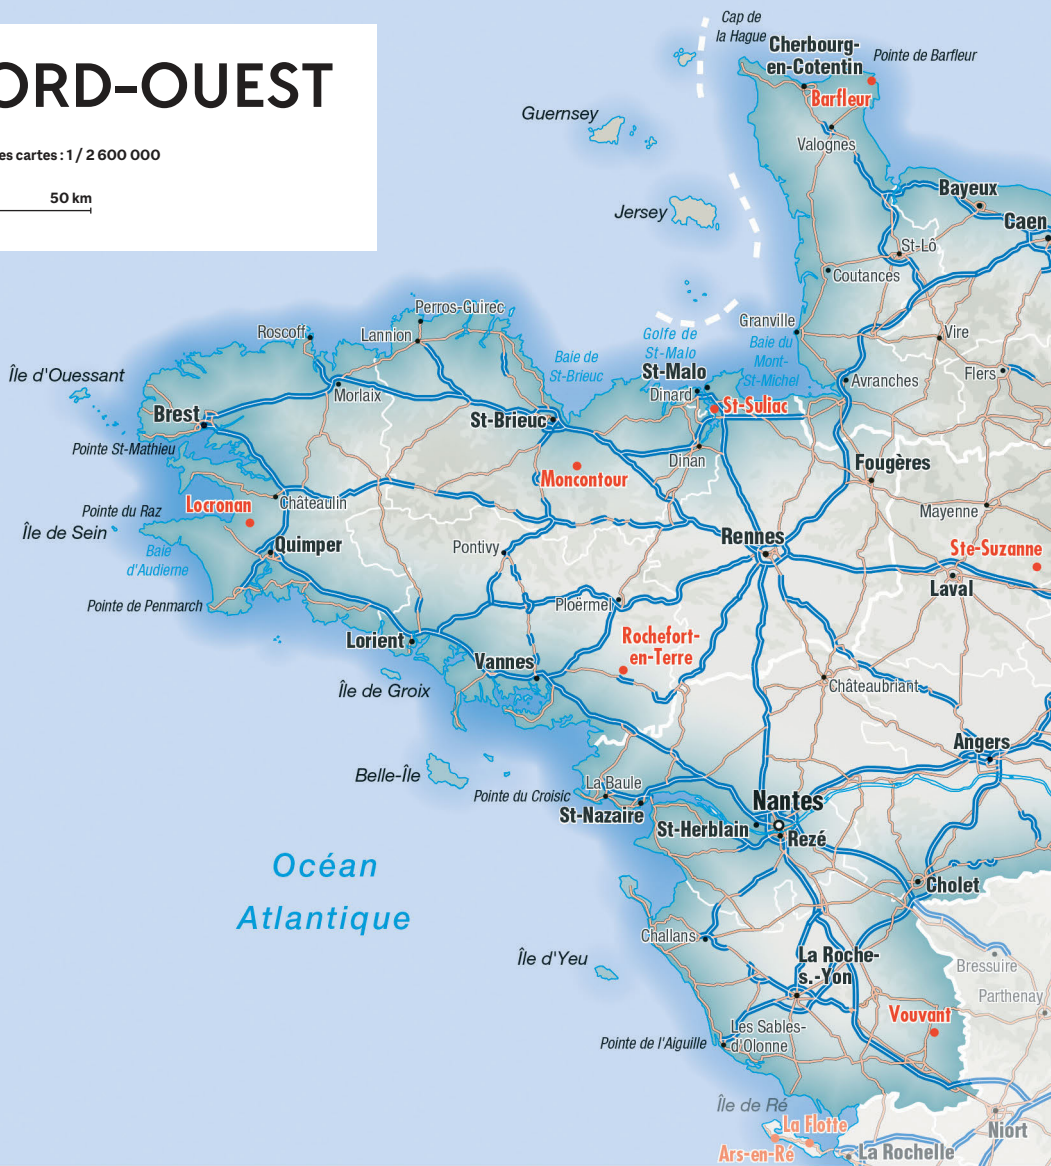 ORD-OUEST
es cartes : 1 / 2 600 000
50 km
Cap de
la Hague
Cherbourg-
en-Cotentin
Pointe de Barfleur
Barfleur
Guernsey
Valognes
Bayeux
Jersey
Caen
St-Lô
Coutances
Perros-Guirec
Roscoff
Lannion
Granville
Golfe de
St-Malo
Baie du
Mont-
St-Michel
Vire
Baie de
St-Brieuc
St-Malo
Île d'Ouessant
Flers
Avranches
Morlaix
Dinard
St-Suliac
Brest
St-Brieuc
Pointe St-Mathieu
Dinan
Fougères
Moncontour
Locronan
Châteaulin
Pointe du Raz
Mayenne
Île de Sein
Rennes
Quimper
Pontivy
Ste-Suzanne
Baie
d'Audierne
Laval
Pointe de Penmarch
Ploërmel
Lorient
Rochefort-
en-Terre
Vannes
Île de Groix
Châteaubriant
Angers
Belle-Île
La Baule
Pointe du Croisic
Nantes
St-Nazaire
St-Herblain
Rezé
Océan
Atlantique
Cholet
Challans
Île d'Yeu
La Roche-
s.-Yon
Bressuire
Parthenay
Vouvant
Les Sables-
d'Olonne
Pointe de l'Aiguille
Île de Ré
La Flotte
Niort
Ars-en-Ré
La Rochelle